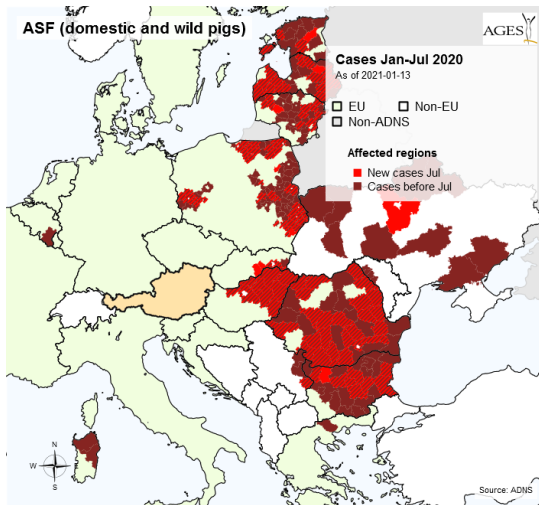 ASF (domestic and wild pigs)
AGES
Cases Jan-Jul 2020
As of 2021-01-13
EU
Non-EU
Non-ADNS
Affected regions
New cases Jul
Cases before Jul
N
W
E
S
Source: ADNS